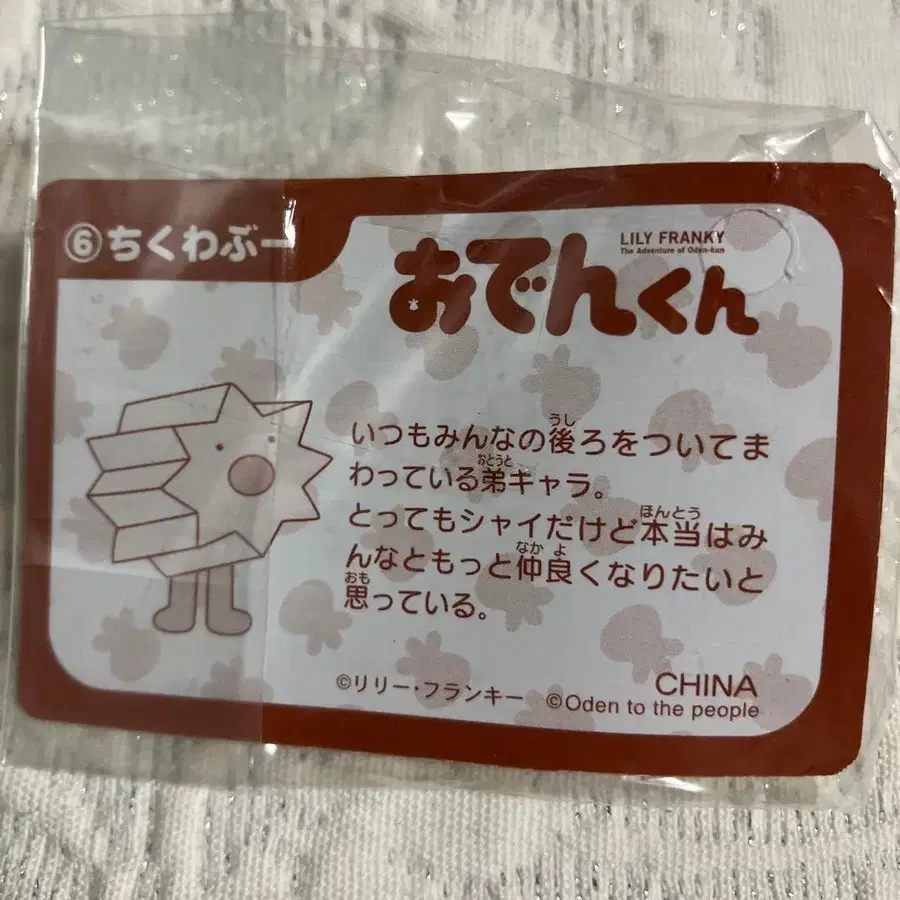 ⑥ちくわぶー
LILY FRANKY
The Adventure of Oden-kun
おでんくん
いつもみんなの後ろをついてま
わっている弟キャラ。
とってもシャイだけど本当はみ
んなともっと仲良くなりたいと
思っている。
©リリー・フランキー
CHINA
©Oden to the people